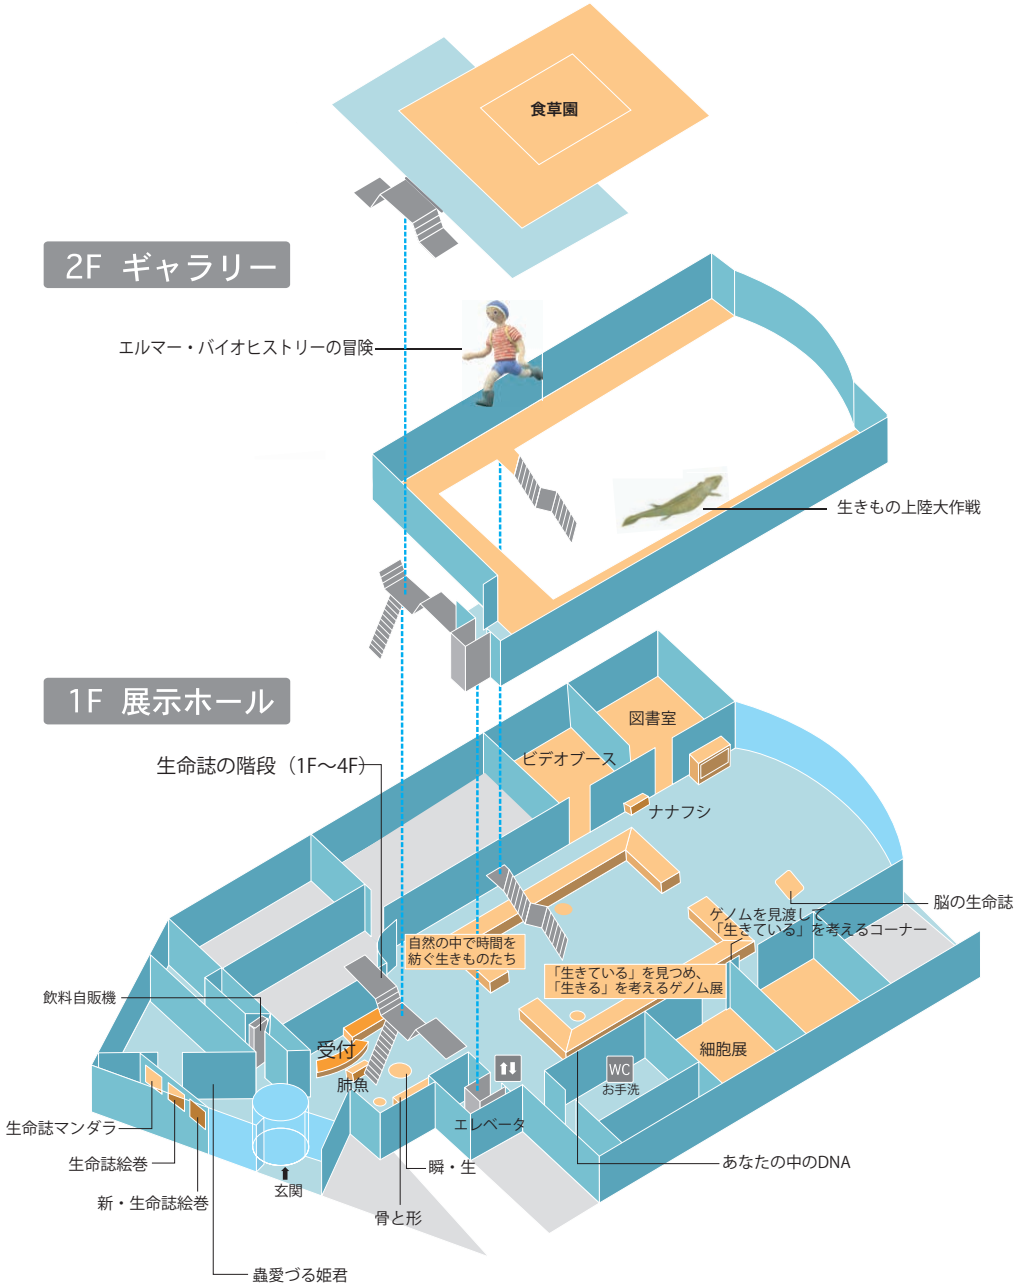 食草園
2F ギャラリー
エルマー・バイオヒストリーの冒険
生きもの上陸大作戦
1F 展示ホール
図書室
ビデオブース
生命誌の階段（1F～4F）
ナナフシ
脳の生命誌
ゲノムを見渡して
「生きている」を考えるコーナー
自然の中で時間を
紡ぐ生きものたち
「生きている」を見つめ、
「生きる」を考えるゲノム展
飲料自販機
受付
細胞展
肺魚
WC
お手洗
エレベータ
生命誌マンダラ
生命誌絵巻
瞬・生
あなたの中のDNA
玄関
新・生命誌絵巻
骨と形
蟲愛づる姫君